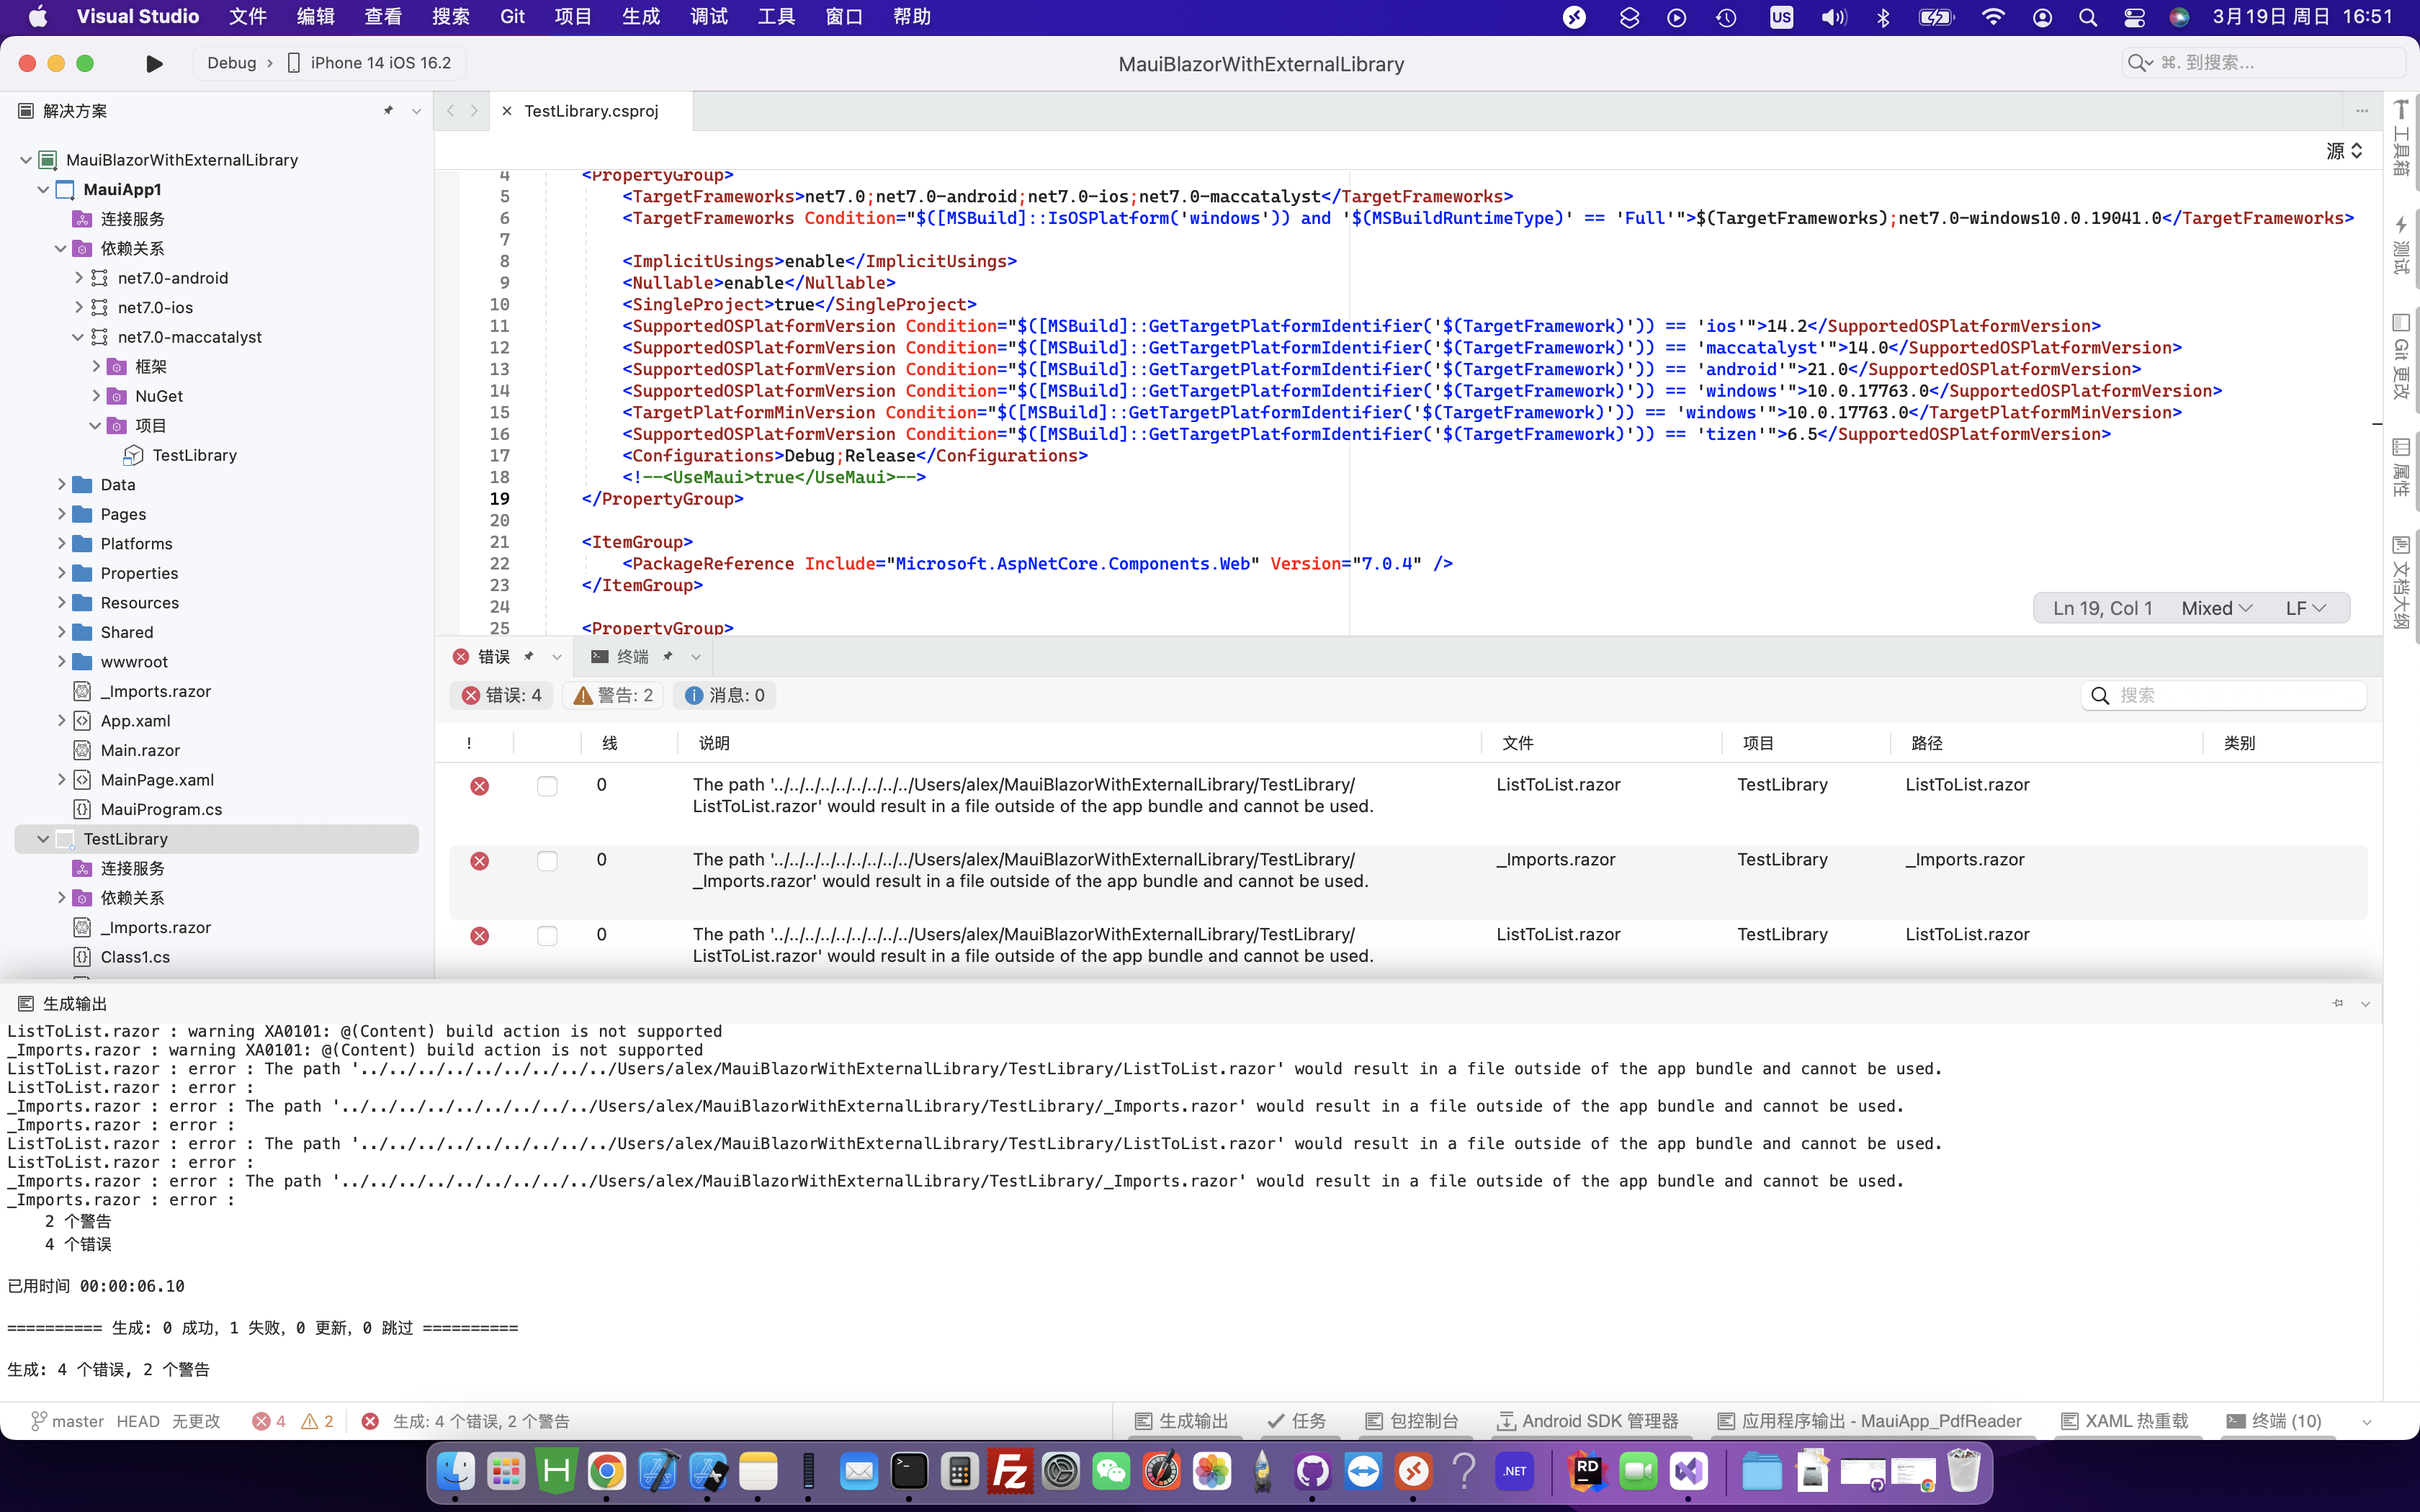 Visual Studio 文件 编辑 查看 搜索 Git 项目 生成 调试 工具 窗口 帮助 US 3月19日 周日 16:51
Debug › iPhone 14 iOS 16.2 MauiBlazorWithExternalLibrary ⌘. 到搜索...
解决方案
TestLibrary.csproj
源
MauiBlazorWithExternalLibrary
MauiApp1
连接服务
依赖关系
net7.0-android
net7.0-ios
net7.0-maccatalyst
框架
NuGet
项目
TestLibrary
Data
Pages
Platforms
Properties
Resources
Shared
wwwroot
_Imports.razor
App.xaml
Main.razor
MainPage.xaml
MauiProgram.cs
TestLibrary
连接服务
依赖关系
_Imports.razor
Class1.cs
4 <PropertyGroup>
5 <TargetFrameworks>net7.0;net7.0-android;net7.0-ios;net7.0-maccatalyst</TargetFrameworks>
6 <TargetFrameworks Condition="$([MSBuild]::IsOSPlatform('windows')) and '$(MSBuildRuntimeType)' == 'Full'">$(TargetFrameworks);net7.0-windows10.0.19041.0</TargetFrameworks>
7
8 <ImplicitUsings>enable</ImplicitUsings>
9 <Nullable>enable</Nullable>
10 <SingleProject>true</SingleProject>
11 <SupportedOSPlatformVersion Condition="$([MSBuild]::GetTargetPlatformIdentifier('$(TargetFramework)')) == 'ios'">14.2</SupportedOSPlatformVersion>
12 <SupportedOSPlatformVersion Condition="$([MSBuild]::GetTargetPlatformIdentifier('$(TargetFramework)')) == 'maccatalyst'">14.0</SupportedOSPlatformVersion>
13 <SupportedOSPlatformVersion Condition="$([MSBuild]::GetTargetPlatformIdentifier('$(TargetFramework)')) == 'android'">21.0</SupportedOSPlatformVersion>
14 <SupportedOSPlatformVersion Condition="$([MSBuild]::GetTargetPlatformIdentifier('$(TargetFramework)')) == 'windows'">10.0.17763.0</SupportedOSPlatformVersion>
15 <TargetPlatformMinVersion Condition="$([MSBuild]::GetTargetPlatformIdentifier('$(TargetFramework)')) == 'windows'">10.0.17763.0</TargetPlatformMinVersion>
16 <SupportedOSPlatformVersion Condition="$([MSBuild]::GetTargetPlatformIdentifier('$(TargetFramework)')) == 'tizen'">6.5</SupportedOSPlatformVersion>
17 <Configurations>Debug;Release</Configurations>
18 <!--<UseMaui>true</UseMaui>-->
19 </PropertyGroup>
20
21 <ItemGroup>
22 <PackageReference Include="Microsoft.AspNetCore.Components.Web" Version="7.0.4" />
23 </ItemGroup>
24
25 <PropertyGroup>
Ln 19, Col 1 Mixed LF
工具箱
测试
Git 更改
属性
文档大纲
错误 终端
错误: 4 警告: 2 消息: 0 搜索
! 线 说明 文件 项目 路径 类别
0 The path '../../../../../../../../../Users/alex/MauiBlazorWithExternalLibrary/TestLibrary/ ListToList.razor TestLibrary ListToList.razor
ListToList.razor' would result in a file outside of the app bundle and cannot be used.
0 The path '../../../../../../../../../Users/alex/MauiBlazorWithExternalLibrary/TestLibrary/ _Imports.razor TestLibrary _Imports.razor
_Imports.razor' would result in a file outside of the app bundle and cannot be used.
0 The path '../../../../../../../../../Users/alex/MauiBlazorWithExternalLibrary/TestLibrary/ ListToList.razor TestLibrary ListToList.razor
ListToList.razor' would result in a file outside of the app bundle and cannot be used.
生成输出
ListToList.razor : warning XA0101: @(Content) build action is not supported
_Imports.razor : warning XA0101: @(Content) build action is not supported
ListToList.razor : error : The path '../../../../../../../../../Users/alex/MauiBlazorWithExternalLibrary/TestLibrary/ListToList.razor' would result in a file outside of the app bundle and cannot be used.
ListToList.razor : error :
_Imports.razor : error : The path '../../../../../../../../../Users/alex/MauiBlazorWithExternalLibrary/TestLibrary/_Imports.razor' would result in a file outside of the app bundle and cannot be used.
_Imports.razor : error :
ListToList.razor : error : The path '../../../../../../../../../Users/alex/MauiBlazorWithExternalLibrary/TestLibrary/ListToList.razor' would result in a file outside of the app bundle and cannot be used.
ListToList.razor : error :
_Imports.razor : error : The path '../../../../../../../../../Users/alex/MauiBlazorWithExternalLibrary/TestLibrary/_Imports.razor' would result in a file outside of the app bundle and cannot be used.
_Imports.razor : error :
2 个警告
4 个错误
已用时间 00:00:06.10
========== 生成: 0 成功, 1 失败, 0 更新, 0 跳过 ==========
生成: 4 个错误, 2 个警告
master HEAD 无更改 4 2 生成: 4 个错误, 2 个警告 生成输出 任务 包控制台 Android SDK 管理器 应用程序输出 - MauiApp_PdfReader XAML 热重载 终端 (10)
H Fz ? .NET RD